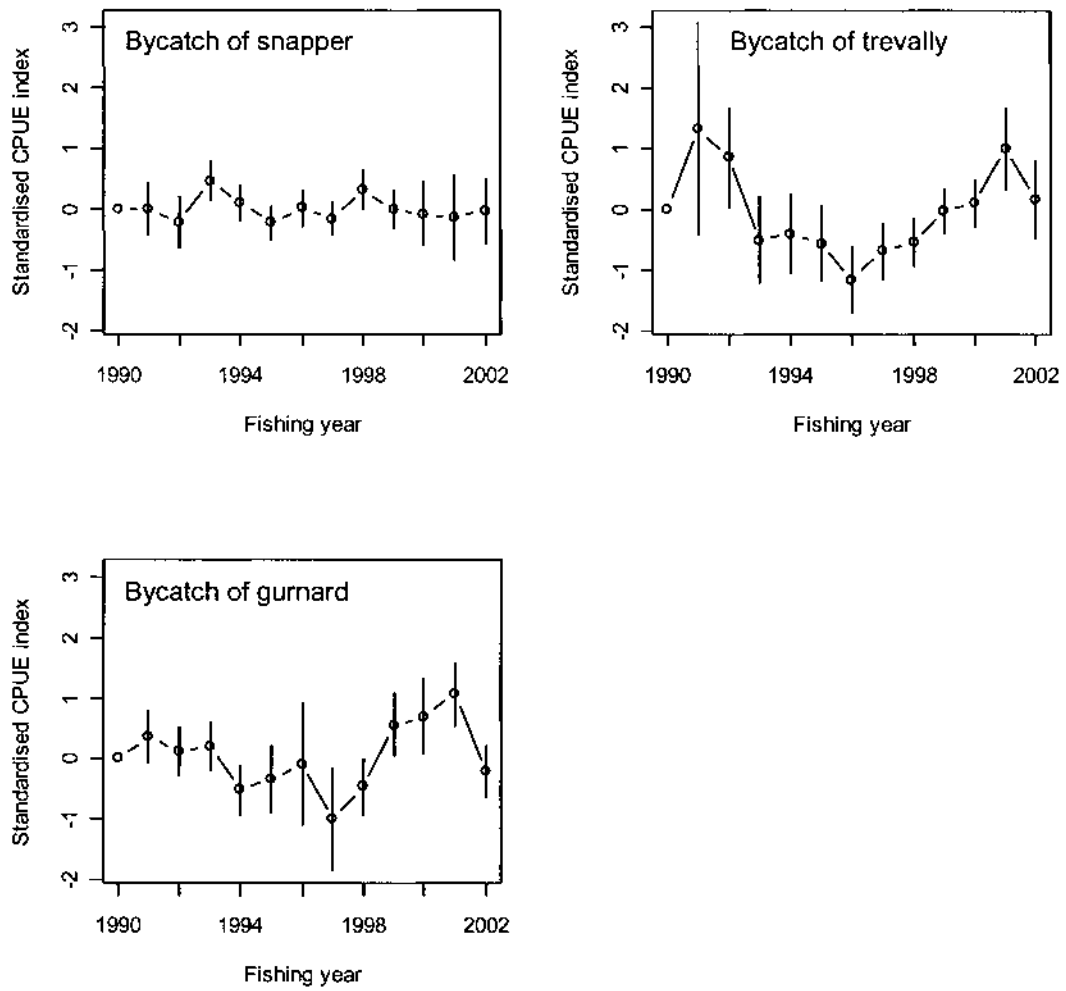 Bycatch of snapper
Standardised CPUE index
3
2
1
0
-1
-2
1990 1994 1998 2002
Fishing year
Bycatch of trevally
Standardised CPUE index
3
2
1
0
-1
-2
1990 1994 1998 2002
Fishing year
Bycatch of gurnard
Standardised CPUE index
3
2
1
0
-1
-2
1990 1994 1998 2002
Fishing year